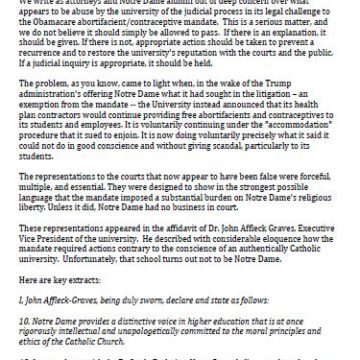 We write as attorneys and Notre Dame alumni out of deep concern over what
appears to be abuse by the university of the judicial process in its legal challenge to
the Obamacare abortifacient/contraceptive mandate. This is a serious matter, and
we do not believe it should simply be allowed to pass. If there is an explanation, it
should be given. If there is not, appropriate action should be taken to prevent a
recurrence and to restore the university's reputation with the courts and the public.
If a judicial inquiry is appropriate, it should be held.
The problem, as you know, came to light when, in the wake of the Trump
administration's offering Notre Dame what it had sought in the litigation – an
exemption from the mandate -- the University instead announced that its health
plan contractors would continue providing free abortifacients and contraceptives to
its students and employees. It is voluntarily continuing under the "accommodation"
procedure that it sued to enjoin. It is now doing voluntarily precisely what it said it
could not do in good conscience and without giving scandal, particularly to its
students.
The representations to the courts that now appear to have been false were forceful,
multiple, and essential. They were designed to show in the strongest possible
language that the mandate imposed a substantial burden on Notre Dame's religious
liberty. Unless it did, Notre Dame had no business in court.
These representations appeared in the affidavit of Dr. John Affleck Graves, Executive
Vice President of the university. He described with considerable eloquence how the
mandate required actions contrary to the conscience of an authentically Catholic
university. Unfortunately, that school turns out not to be Notre Dame.
Here are key extracts:
I, John Affleck-Graves, being duly sworn, declare and state as follows:
10. Notre Dame provides a distinctive voice in higher education that is at once
rigorously intellectual and unapologetically committed to the moral principles and
ethics of the Catholic Church.